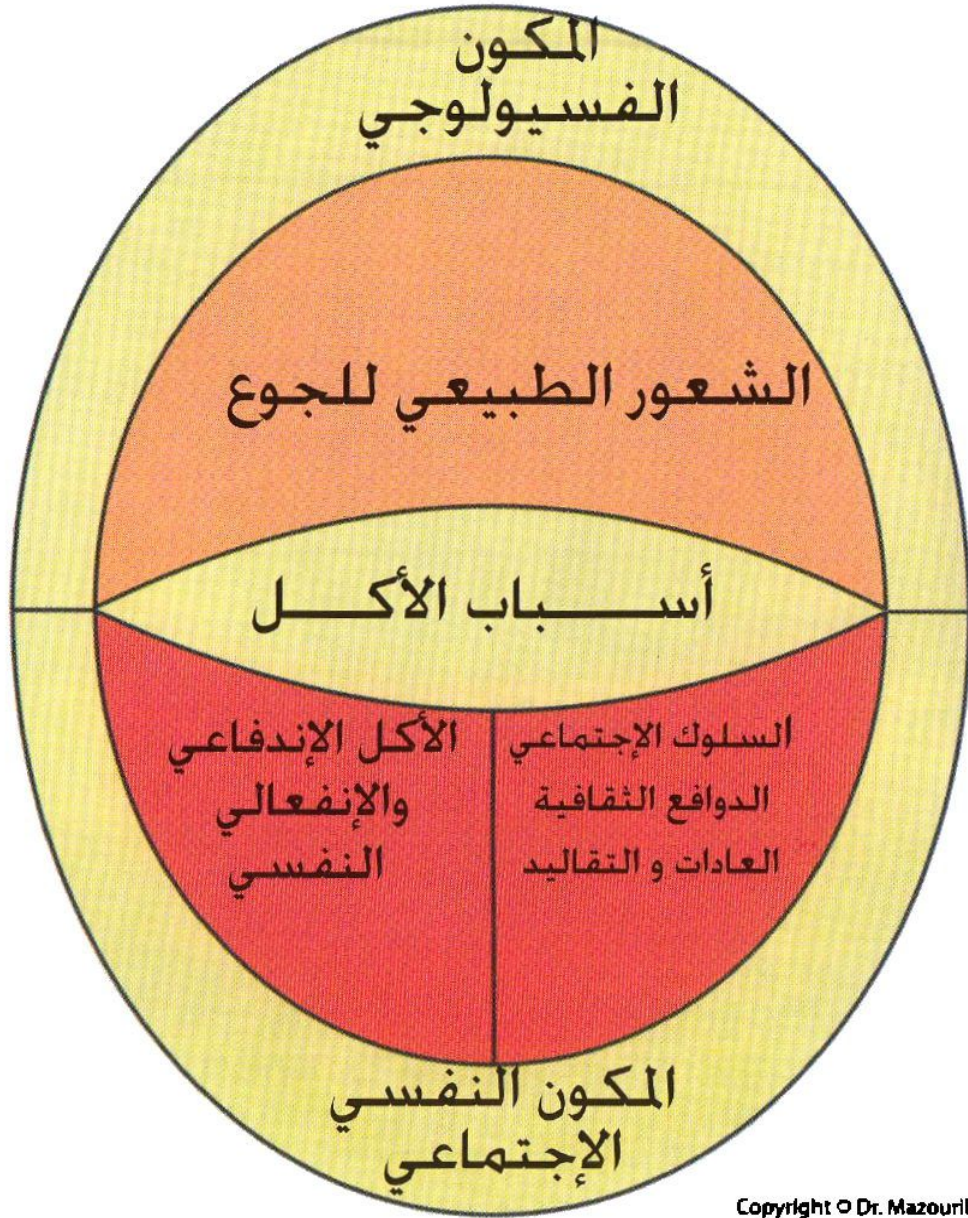 المكون
الفسيولوجي
الشعور الطبيعي للجوع
أسباب الأكل
السلوك الإجتماعي
الدوافع الثقافية
العادات و التقاليد
الأكل الإندفاعي
والإنفعالي
النفسي
المكون النفسي
الإجتماعي
Copyright © Dr. Mazouril